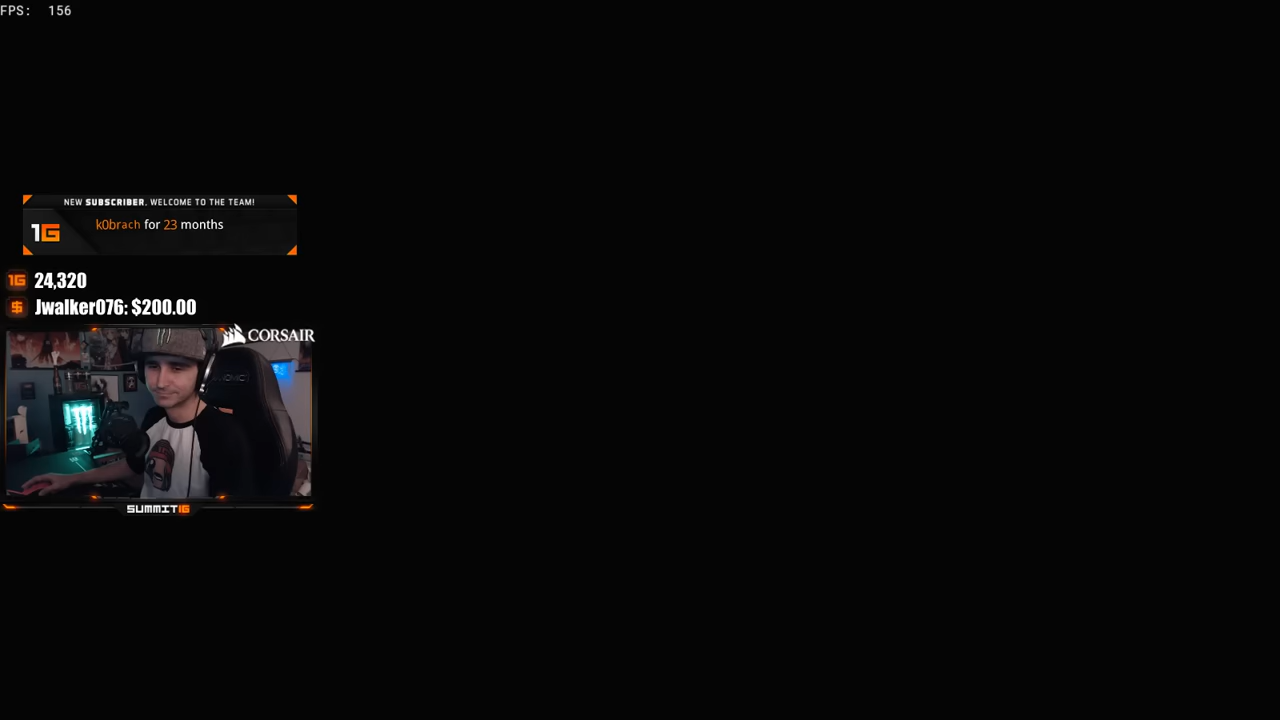 FPS: 156
NEW SUBSCRIBER, WELCOME TO THE TEAM!
1G
k0brach for 23 months
1G 24,320
$ Jwalker076: $200.00
CORSAIR
SUMMIT1G